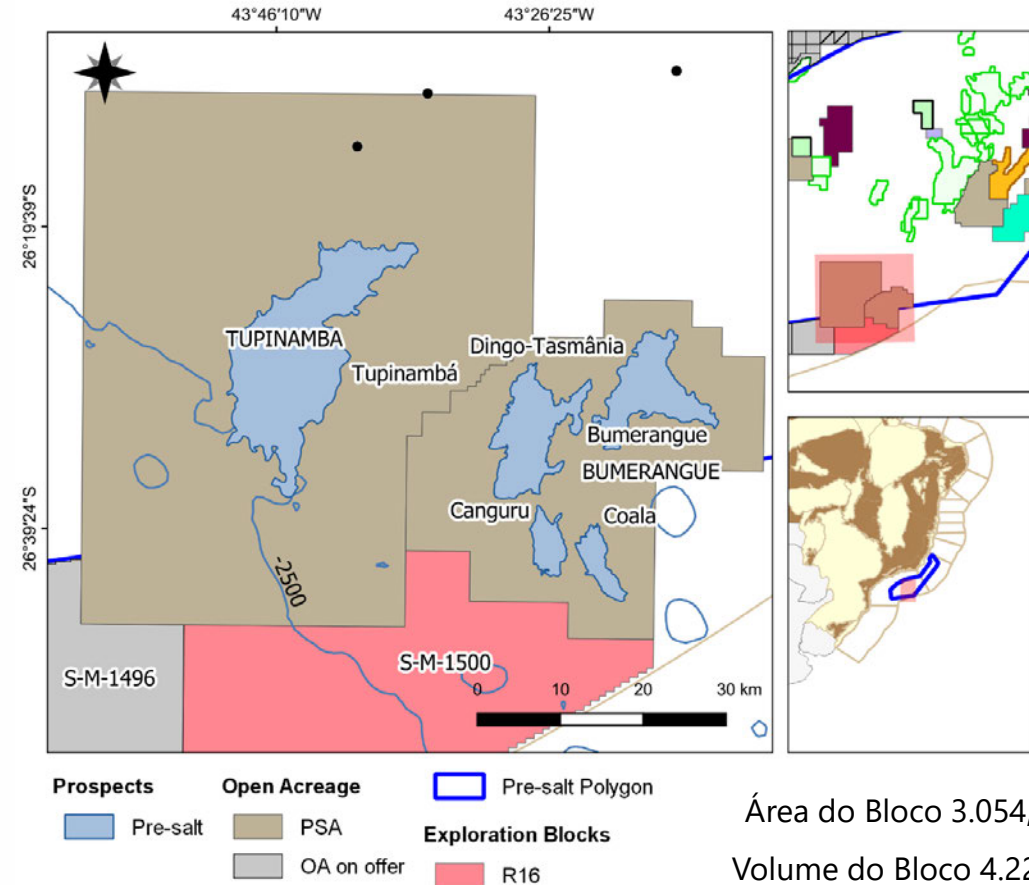 43°46'10"W
43°26'25"W
26°19'39"S
26°39'24"S
TUPINAMBA
Tupinambá
Dingo-Tasmânia
Bumerangue
BUMERANGUE
Canguru
Coala
-2500
S-M-1496
S-M-1500
0 10 20 30 km
Prospects
Pre-salt
Open Acreage
PSA
OA on offer
Pre-salt Polygon
Exploration Blocks
R16
Área do Bloco 3.054,
Volume do Bloco 4.22